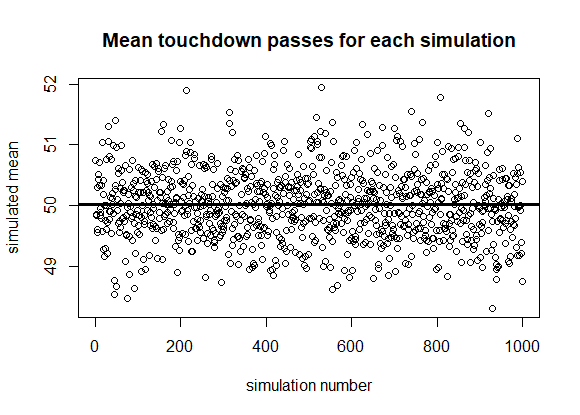 Mean touchdown passes for each simulation
simulated mean
52
51
50
49
0 200 400 600 800 1000
simulation number